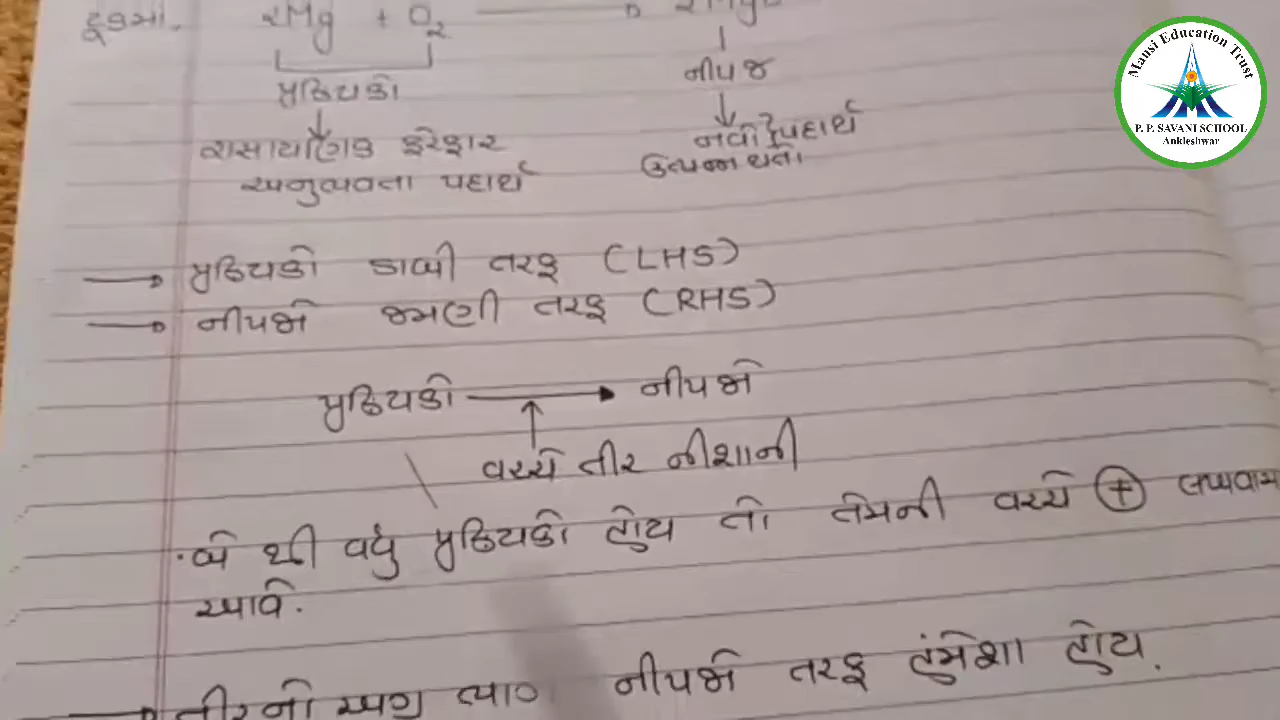 ટૂંકમાં. 2Mg + O2 → 2MgO
પ્રક્રિયકો
નીપજ
રાસાયણિક ફેરફાર
અનુભવતા પદાર્થ
નવો પદાર્થ
ઉત્પન્ન થતો
→ પ્રક્રિયકો ડાબી તરફ (LHS)
→ નીપજો જમણી તરફ (RHS)
પ્રક્રિયકો → નીપજો
વચ્ચે તીર નીશાની
. બે થી વધુ પ્રક્રિયકો હોય તો તેમની વચ્ચે + લખવામા
આવે.
→ તીરનો અગ્ર ભાગ નીપજો તરફ હંમેશા હોય.
Mansi Education Trust
P. P. SAVANI SCHOOL
Ankleshwar